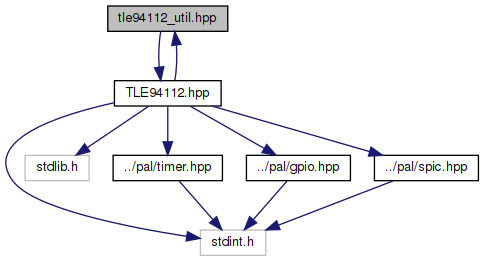 tle94112_util.hpp
TLE94112.hpp
stdlib.h
../pal/timer.hpp
../pal/gpio.hpp
../pal/spic.hpp
stdint.h